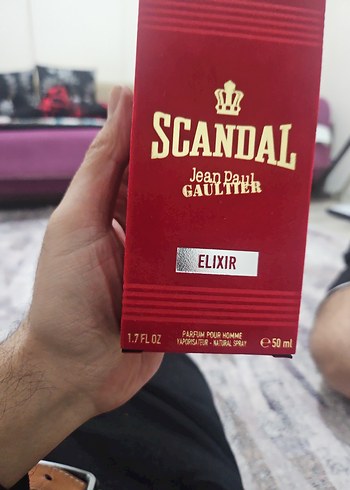 SCANDAL
Jean Paul
GAULTIER
ELIXIR
1.7 FL OZ
PARFUM POUR HOMME
VAPORISATEUR - NATURAL SPRAY
℮ 50 ml